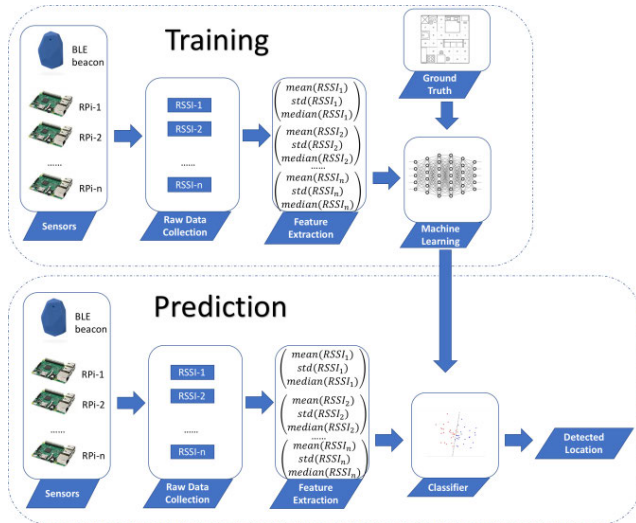 Training
BLE
beacon
RPi-1
RPi-2
......
RPi-n
Sensors
RSSI-1
RSSI-2
......
RSSI-n
Raw Data
Collection
mean(RSSI₁)
std(RSSI₁)
median(RSSI₁)
mean(RSSI₂)
std(RSSI₂)
median(RSSI₂)
......
mean(RSSIₙ)
std(RSSIₙ)
median(RSSIₙ)
Feature
Extraction
Ground
Truth
Machine
Learning
Prediction
BLE
beacon
RPi-1
RPi-2
......
RPi-n
Sensors
RSSI-1
RSSI-2
......
RSSI-n
Raw Data
Collection
mean(RSSI₁)
std(RSSI₁)
median(RSSI₁)
mean(RSSI₂)
std(RSSI₂)
median(RSSI₂)
......
mean(RSSIₙ)
std(RSSIₙ)
median(RSSIₙ)
Feature
Extraction
Classifier
Detected
Location